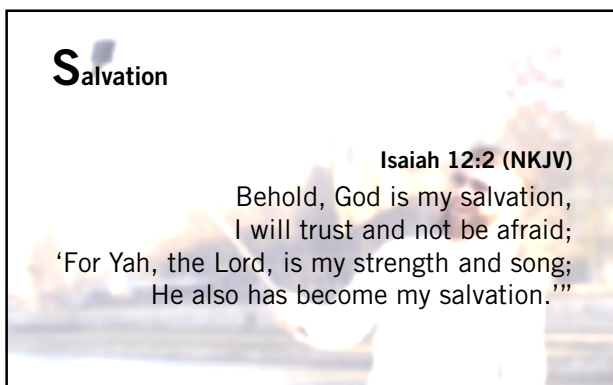 Salvation
Isaiah 12:2 (NKJV)
Behold, God is my salvation,
I will trust and not be afraid;
‘For Yah, the Lord, is my strength and song;
He also has become my salvation.’”